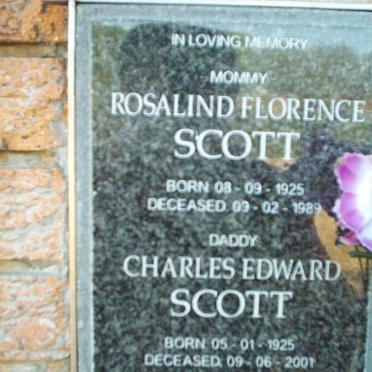 IN LOVING MEMORY
MOMMY
ROSALIND FLORENCE
SCOTT
BORN 08 - 09 - 1925
DECEASED 09 - 02 - 1989
DADDY
CHARLES EDWARD
SCOTT
BORN 05 - 01 - 1925
DECEASED 09 - 06 - 2001